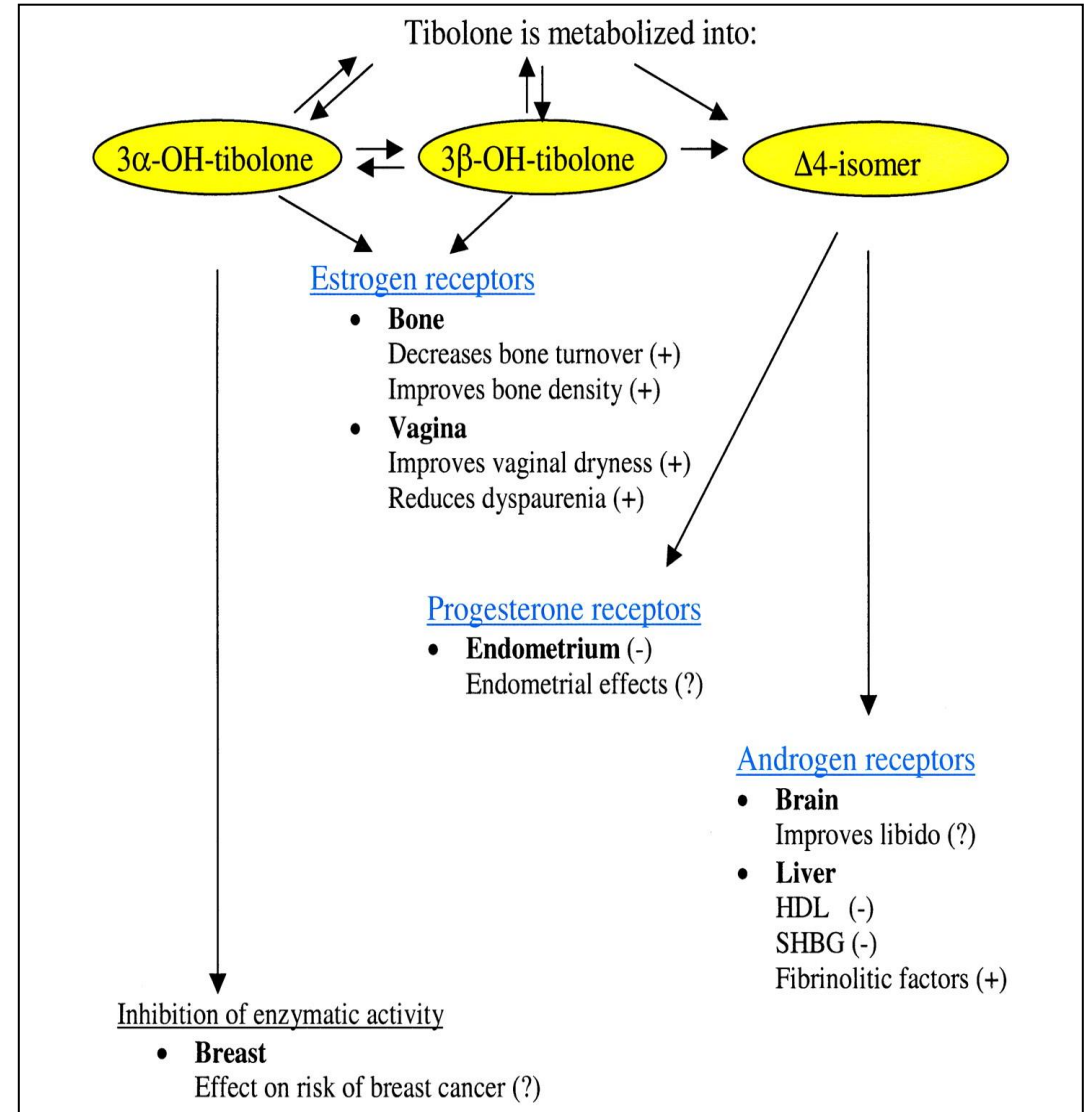 Tibolone is metabolized into:
3α-OH-tibolone
3β-OH-tibolone
Δ4-isomer
Estrogen receptors
• Bone
Decreases bone turnover (+)
Improves bone density (+)
• Vagina
Improves vaginal dryness (+)
Reduces dyspaurenia (+)
Progesterone receptors
• Endometrium (-)
Endometrial effects (?)
Androgen receptors
• Brain
Improves libido (?)
• Liver
HDL (-)
SHBG (-)
Fibrinolitic factors (+)
Inhibition of enzymatic activity
• Breast
Effect on risk of breast cancer (?)